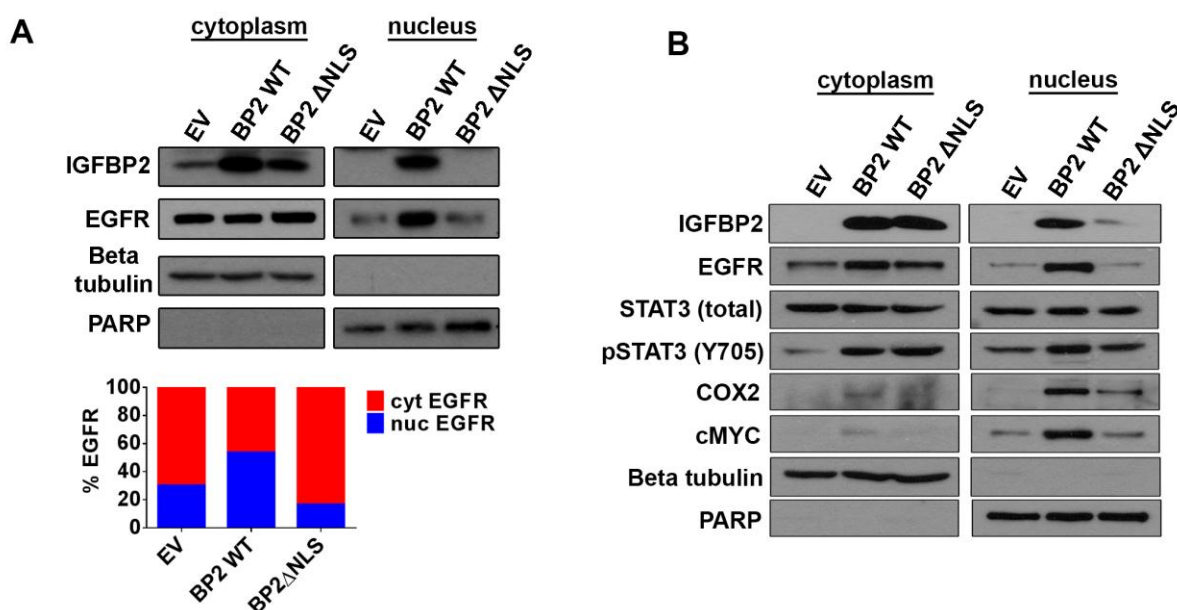 A
cytoplasm
nucleus
EV
BP2 WT
BP2 ΔNLS
EV
BP2 WT
BP2 ΔNLS
IGFBP2
EGFR
Beta
tubulin
PARP
% EGFR
100
80
60
40
20
0
EV
BP2 WT
BP2ΔNLS
cyt EGFR
nuc EGFR
B
cytoplasm
nucleus
EV
BP2 WT
BP2 ΔNLS
EV
BP2 WT
BP2 ΔNLS
IGFBP2
EGFR
STAT3 (total)
pSTAT3 (Y705)
COX2
cMYC
Beta tubulin
PARP